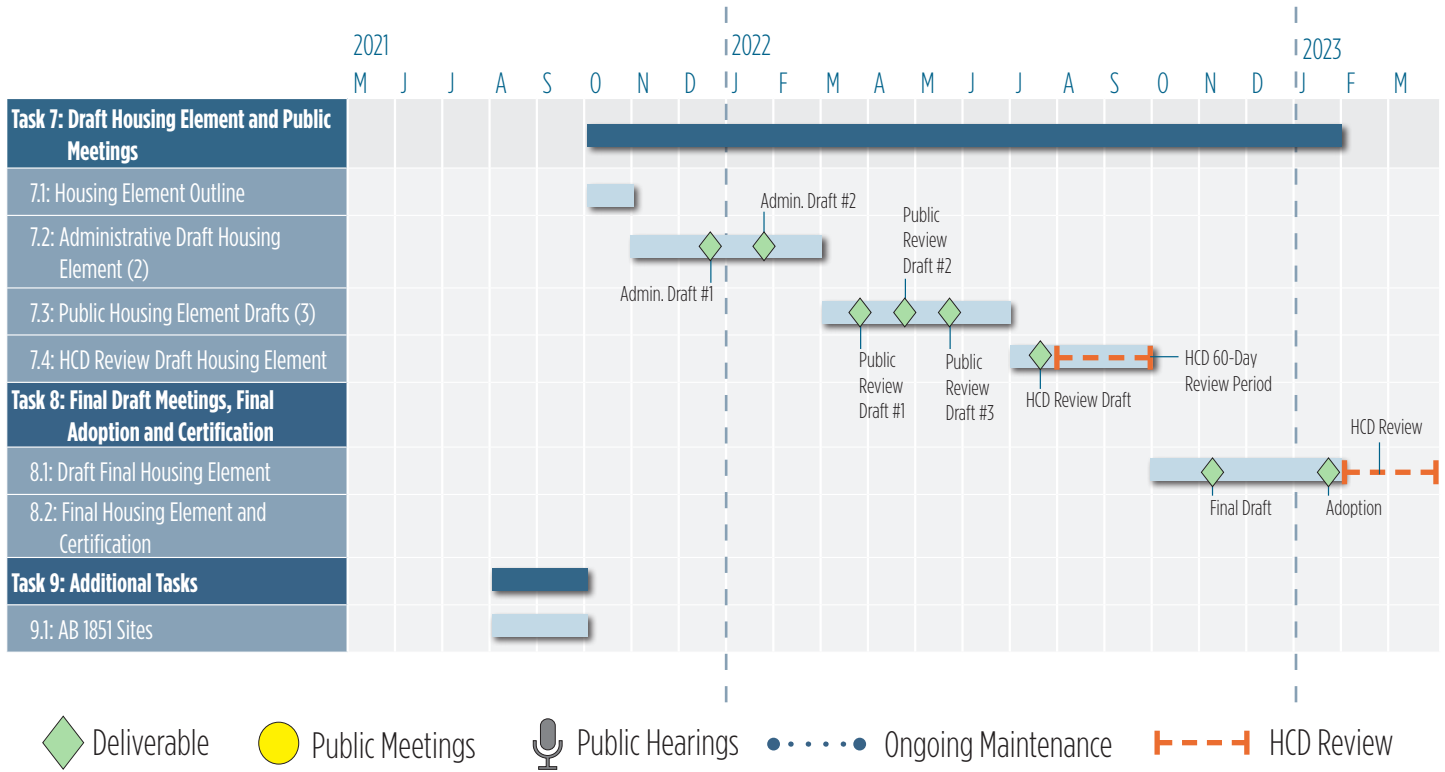 2021
2022
2023
M J J A S O N D J F M A M J J A S O N D J F M
Task 7: Draft Housing Element and Public
Meetings
7.1: Housing Element Outline
7.2: Administrative Draft Housing
Element (2)
Admin. Draft #1
Admin. Draft #2
7.3: Public Housing Element Drafts (3)
Public
Review
Draft #1
Public
Review
Draft #2
Public
Review
Draft #3
7.4: HCD Review Draft Housing Element
HCD Review Draft
HCD 60-Day
Review Period
Task 8: Final Draft Meetings, Final
Adoption and Certification
8.1: Draft Final Housing Element
Final Draft
Adoption
HCD Review
8.2: Final Housing Element and
Certification
Task 9: Additional Tasks
9.1: AB 1851 Sites
Deliverable
Public Meetings
Public Hearings
Ongoing Maintenance
HCD Review